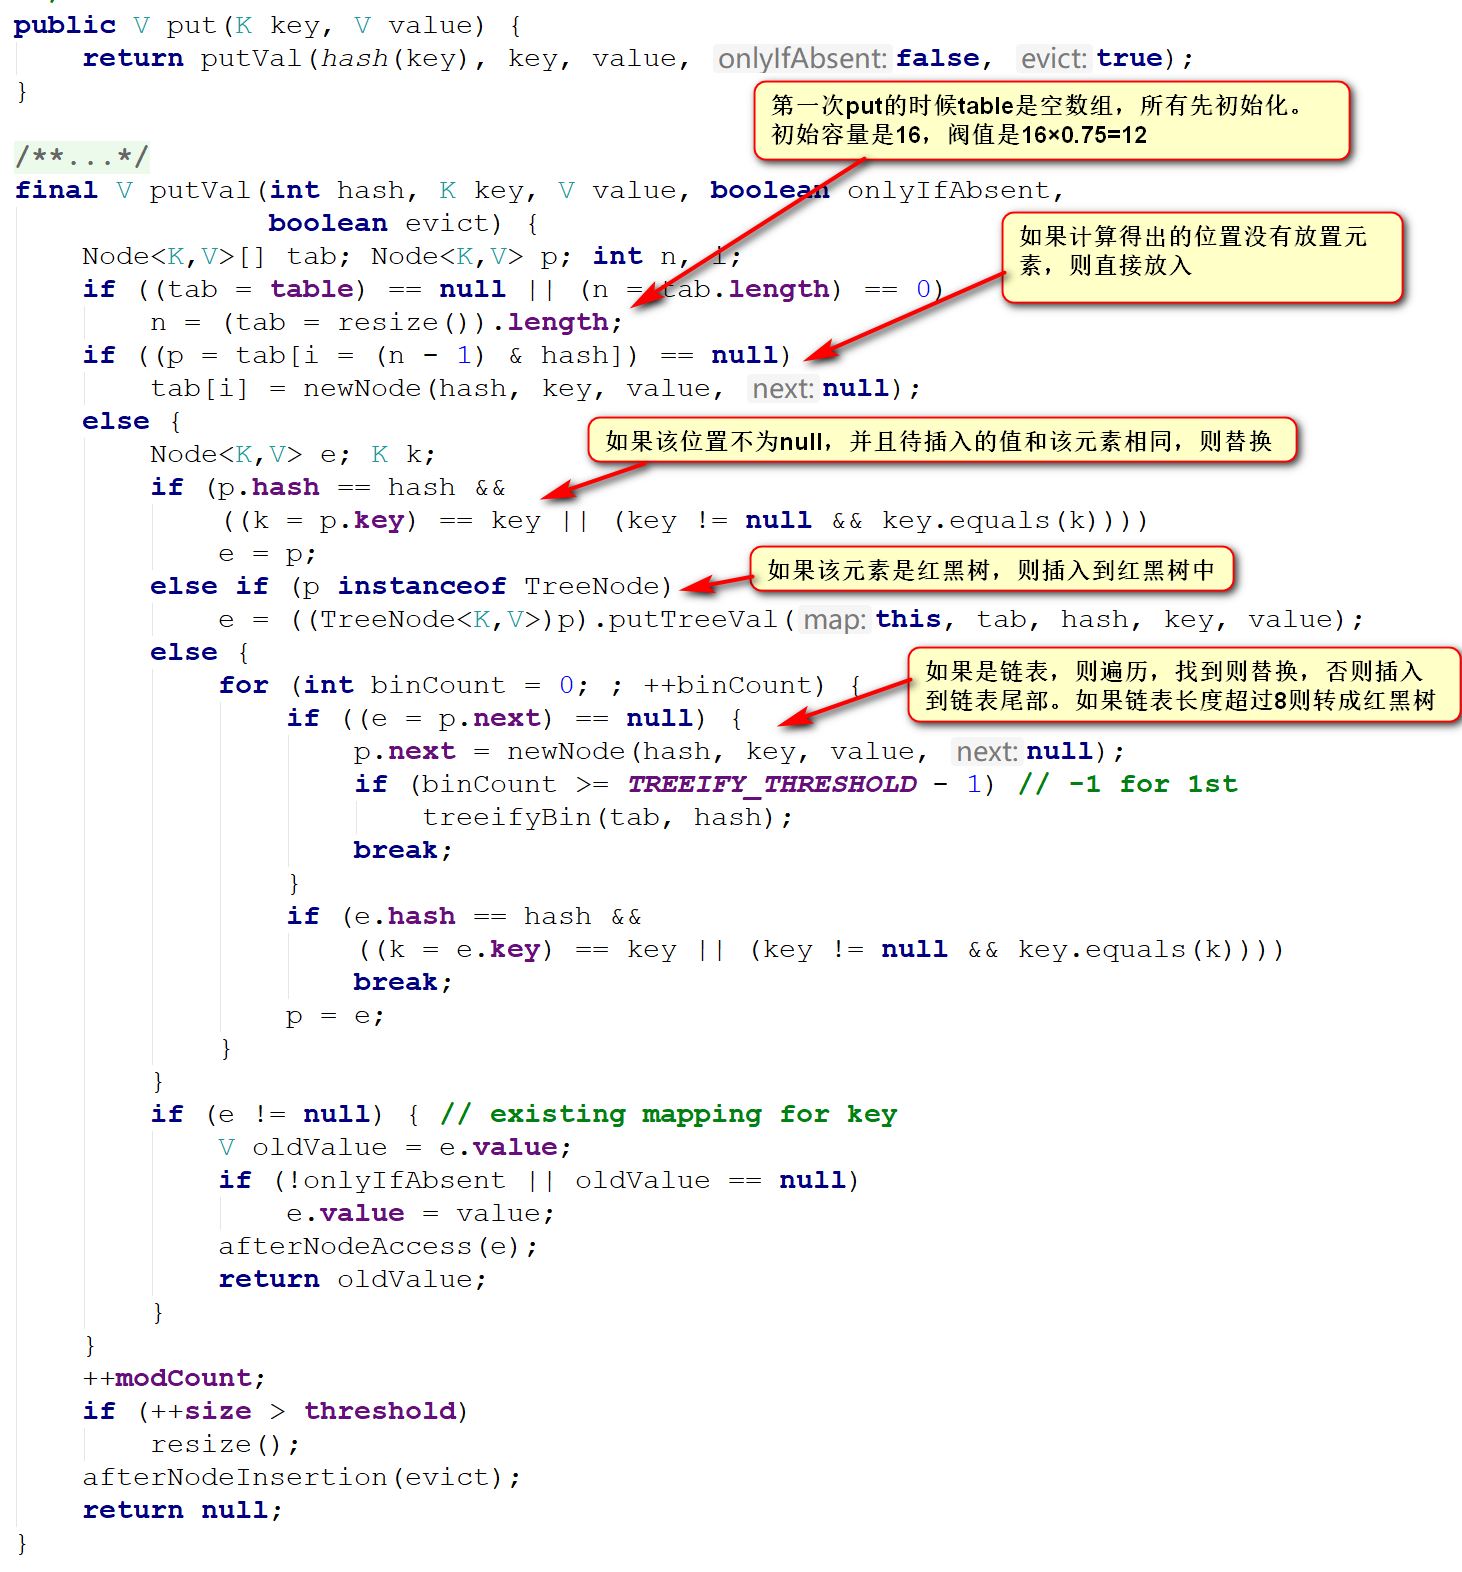 public V put(K key, V value) {
return putVal(hash(key), key, value, onlyIfAbsent: false, evict: true);
}
第一次put的时候table是空数组，所有先初始化。
初始容量是16，阀值是16×0.75=12
/**...*/
final V putVal(int hash, K key, V value, boolean onlyIfAbsent,
boolean evict) {
如果计算得出的位置没有放置元
素，则直接放入
Node<K,V>[] tab; Node<K,V> p; int n, i;
if ((tab = table) == null || (n = tab.length) == 0)
n = (tab = resize()).length;
if ((p = tab[i = (n - 1) & hash]) == null)
tab[i] = newNode(hash, key, value, next: null);
else {
如果该位置不为null，并且待插入的值和该元素相同，则替换
Node<K,V> e; K k;
if (p.hash == hash &&
((k = p.key) == key || (key != null && key.equals(k))))
e = p;
如果该元素是红黑树，则插入到红黑树中
else if (p instanceof TreeNode)
e = ((TreeNode<K,V>)p).putTreeVal( map: this, tab, hash, key, value);
else {
如果是链表，则遍历，找到则替换，否则插入
到链表尾部。如果链表长度超过8则转成红黑树
for (int binCount = 0; ; ++binCount) {
if ((e = p.next) == null) {
p.next = newNode(hash, key, value, next: null);
if (binCount >= TREEIFY_THRESHOLD - 1) // -1 for 1st
treeifyBin(tab, hash);
break;
}
if (e.hash == hash &&
((k = e.key) == key || (key != null && key.equals(k))))
break;
p = e;
}
}
if (e != null) { // existing mapping for key
V oldValue = e.value;
if (!onlyIfAbsent || oldValue == null)
e.value = value;
afterNodeAccess(e);
return oldValue;
}
}
++modCount;
if (++size > threshold)
resize();
afterNodeInsertion(evict);
return null;
}